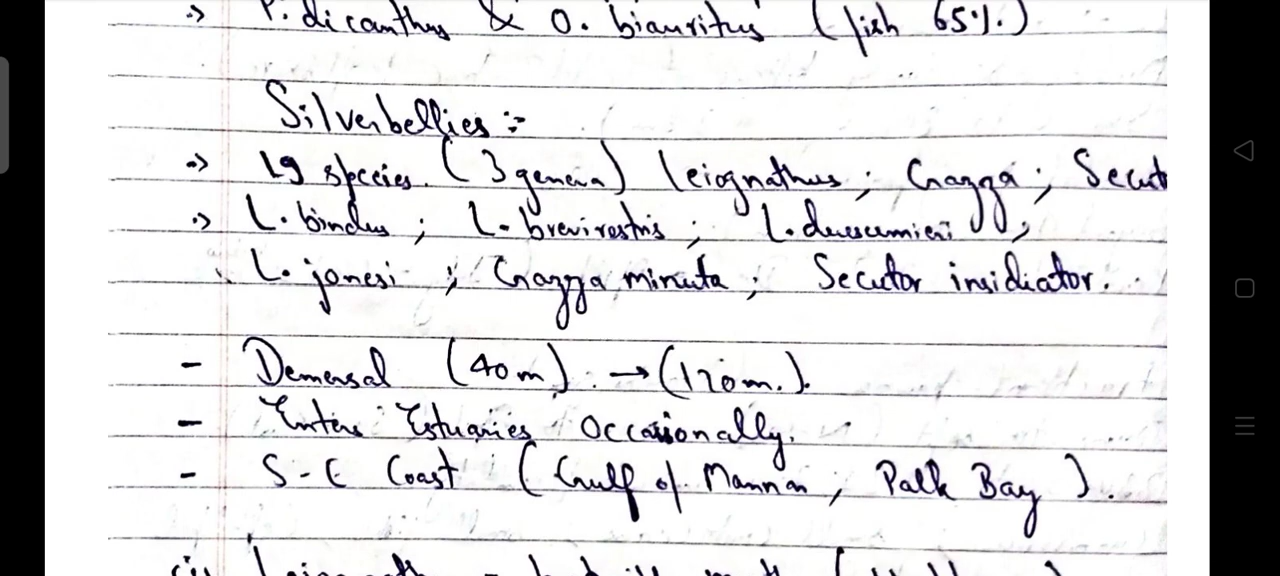 => P. dicanthus & O. biauritus (fish 65%.)
Silverbellies :-
=> 19 species. (3 genera) Leiognathus ; Gazza ; Secut
=> L. bindus ; L. brevirostris ; L. dussumieri ;
L. jonesi ; Gazza minuta ; Secutor insidiator.
- Demersal (40m) . → (120m.).
- Enters Estuaries Occasionally.
- S-E Coast (Gulf of Mannar ; Palk Bay ) .